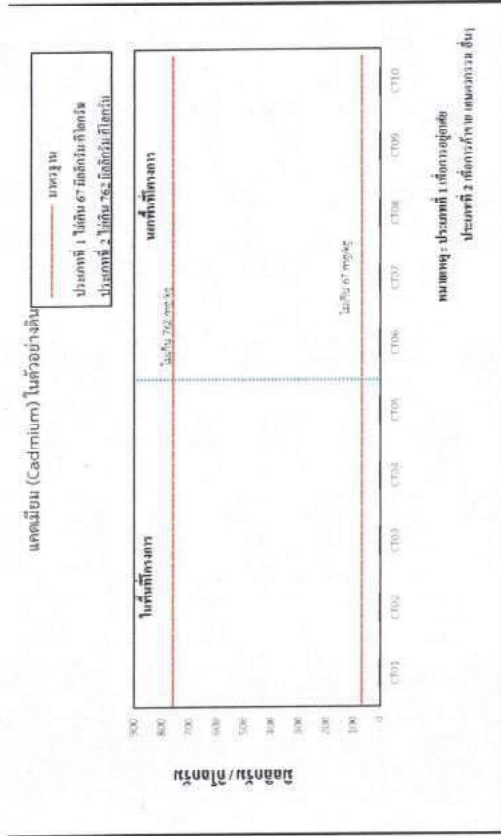 แคดเมียม (Cadmium) ในตัวอย่างดิน
มาตรฐาน
ประเภทที่ 1 ไม่เกิน 67 มิลลิกรัม/กิโลกรัม
ประเภทที่ 2 ไม่เกิน 762 มิลลิกรัม/กิโลกรัม
มิลลิกรัม / กิโลกรัม
900
800
700
600
500
400
300
200
100
0
ในพื้นที่โครงการ
นอกพื้นที่โครงการ
ไม่เกิน 762 mg/kg
ไม่เกิน 67 mg/kg
CT01 CT02 CT03 CT04 CT05 CT06 CT07 CT08 CT09 CT10
หมายเหตุ : ประเภทที่ 1 เพื่อการอยู่อาศัย
ประเภทที่ 2 เพื่อการค้าขาย เกษตรกรรม อื่นๆ